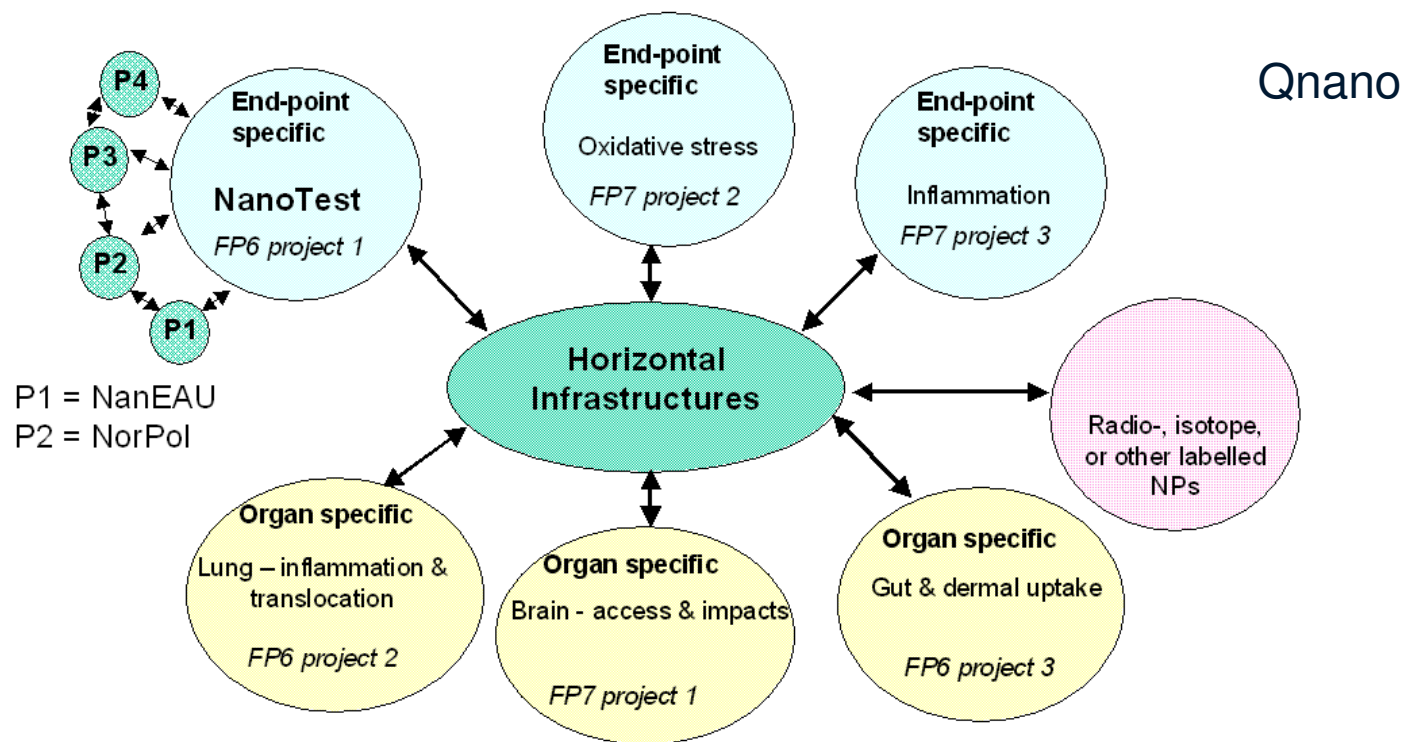 Qnano
P4
P3
P2
P1
P1 = NanEAU
P2 = NorPol
End-point
specific
NanoTest
FP6 project 1
End-point
specific
Oxidative stress
FP7 project 2
End-point
specific
Inflammation
FP7 project 3
Horizontal
Infrastructures
Radio-, isotope,
or other labelled
NPs
Organ specific
Lung – inflammation &
translocation
FP6 project 2
Organ specific
Brain - access & impacts
FP7 project 1
Organ specific
Gut & dermal uptake
FP6 project 3